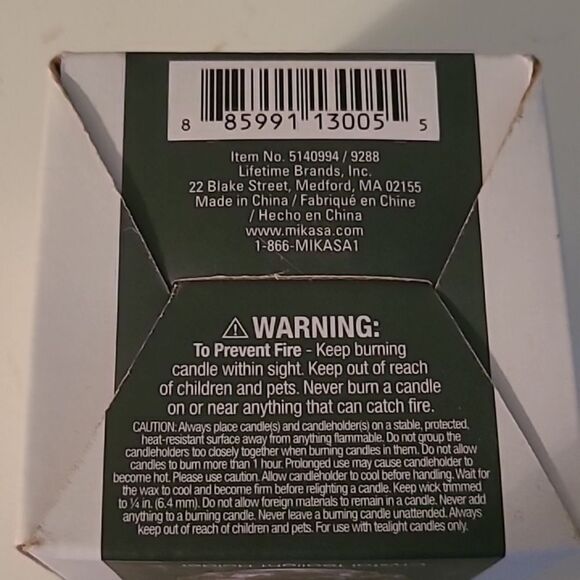 8 85991 13005 5
Item No. 5140994 / 9288
Lifetime Brands, Inc.
22 Blake Street, Medford, MA 02155
Made in China / Fabriqué en Chine
/ Hecho en China
www.mikasa.com
1-866-MIKASA1
⚠ WARNING:
To Prevent Fire - Keep burning
candle within sight. Keep out of reach
of children and pets. Never burn a candle
on or near anything that can catch fire.
CAUTION: Always place candle(s) and candleholder(s) on a stable, protected,
heat-resistant surface away from anything flammable. Do not group the
candleholders too closely together when burning candles in them. Do not allow
candles to burn more than 1 hour. Prolonged use may cause candleholder to
become hot. Please use caution. Allow candleholder to cool before handling. Wait for
the wax to cool and become firm before relighting a candle. Keep wick trimmed
to ¼ in. (6.4 mm). Do not allow foreign materials to remain in a candle. Never add
anything to a burning candle. Never leave a burning candle unattended. Always
keep out of reach of children and pets. For use with tealight candles only.
Crystal Tealight Holder